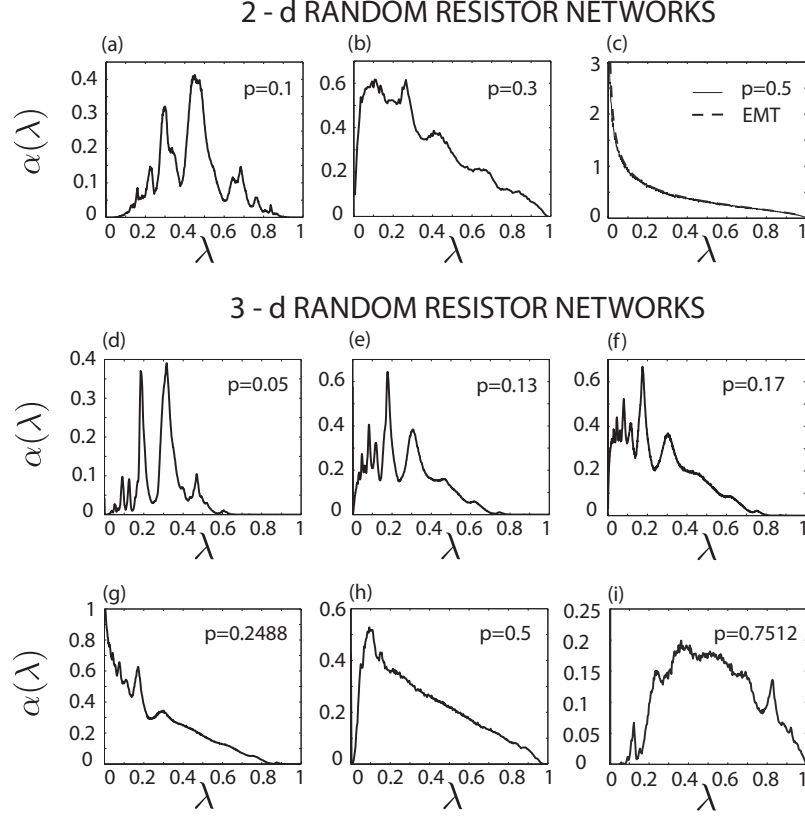 2 - d RANDOM RESISTOR NETWORKS
(a)
(b)
(c)
α(λ)
0.4
0.3
0.2
0.1
0
p=0.1
0 0.2 0.4 0.6 0.8 1
λ
0.6
0.4
0.2
0
p=0.3
0 0.2 0.4 0.6 0.8 1
λ
3
2
1
0
p=0.5
EMT
0 0.2 0.4 0.6 0.8 1
λ
3 - d RANDOM RESISTOR NETWORKS
(d)
(e)
(f)
α(λ)
0.4
0.3
0.2
0.1
0
p=0.05
0 0.2 0.4 0.6 0.8 1
λ
0.6
0.4
0.2
0
p=0.13
0 0.2 0.4 0.6 0.8 1
λ
0.6
0.4
0.2
0
p=0.17
0 0.2 0.4 0.6 0.8 1
λ
(g)
(h)
(i)
α(λ)
1
0.8
0.6
0.4
0.2
0
p=0.2488
0 0.2 0.4 0.6 0.8 1
λ
0.6
0.4
0.2
0
p=0.5
0 0.2 0.4 0.6 0.8 1
λ
0.25
0.2
0.15
0.1
0.05
0
p=0.7512
0 0.2 0.4 0.6 0.8 1
λ